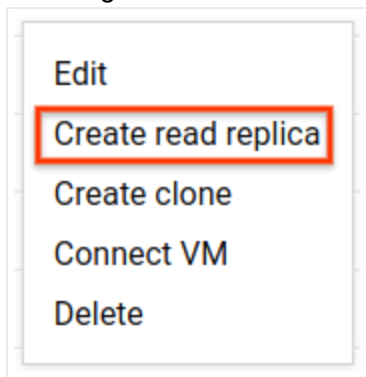 Edit
Create read replica
Create clone
Connect VM
Delete